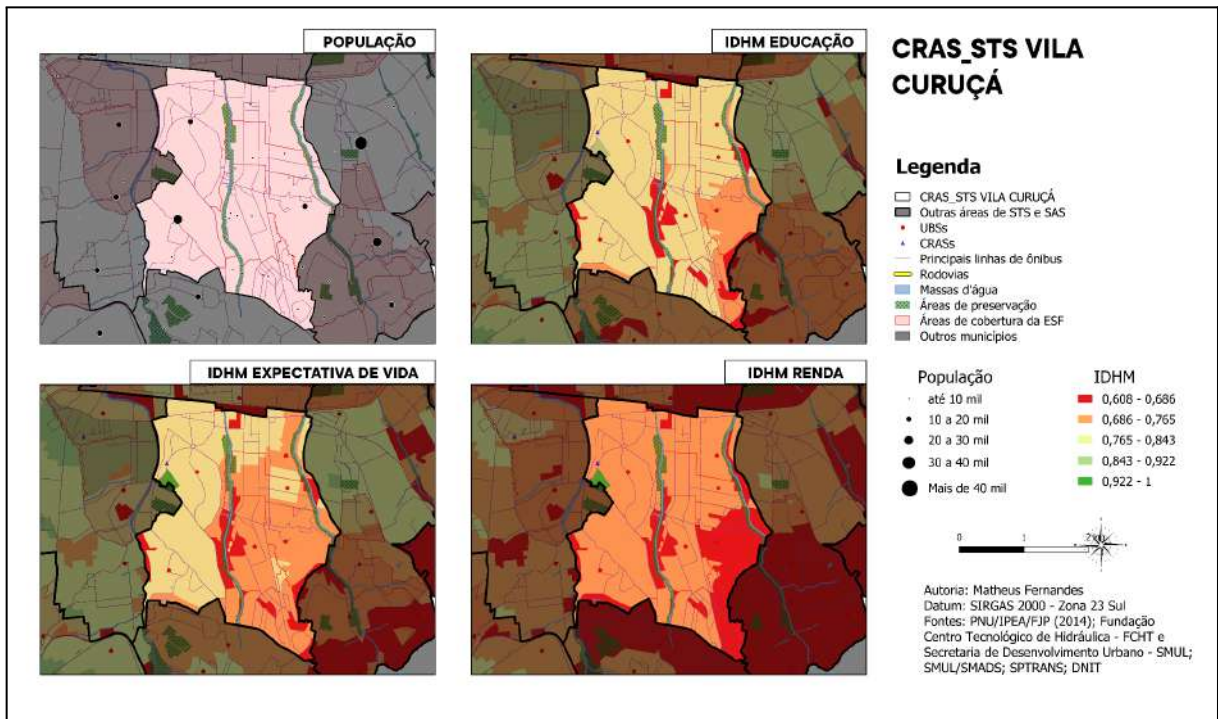 POPULAÇÃO
IDHM EDUCAÇÃO
CRAS_STS VILA
CURUÇÁ
Legenda
CRAS_STS VILA CURUÇÁ
Outras áreas de STS e SAS
UBSs
CRASs
Principais linhas de ônibus
Rodovias
Massas d'água
Áreas de preservação
Áreas de cobertura da ESF
Outros municípios
IDHM EXPECTATIVA DE VIDA
IDHM RENDA
População
até 10 mil
10 a 20 mil
20 a 30 mil
30 a 40 mil
Mais de 40 mil
IDHM
0,608 - 0,686
0,686 - 0,765
0,765 - 0,843
0,843 - 0,922
0,922 - 1
0 1 2
Autoria: Matheus Fernandes
Datum: SIRGAS 2000 - Zona 23 Sul
Fontes: PNU/IPEA/FJP (2014); Fundação
Centro Tecnológico de Hidráulica - FCHT e
Secretaria de Desenvolvimento Urbano - SMUL;
SMUL/SMADS; SPTRANS; DNIT